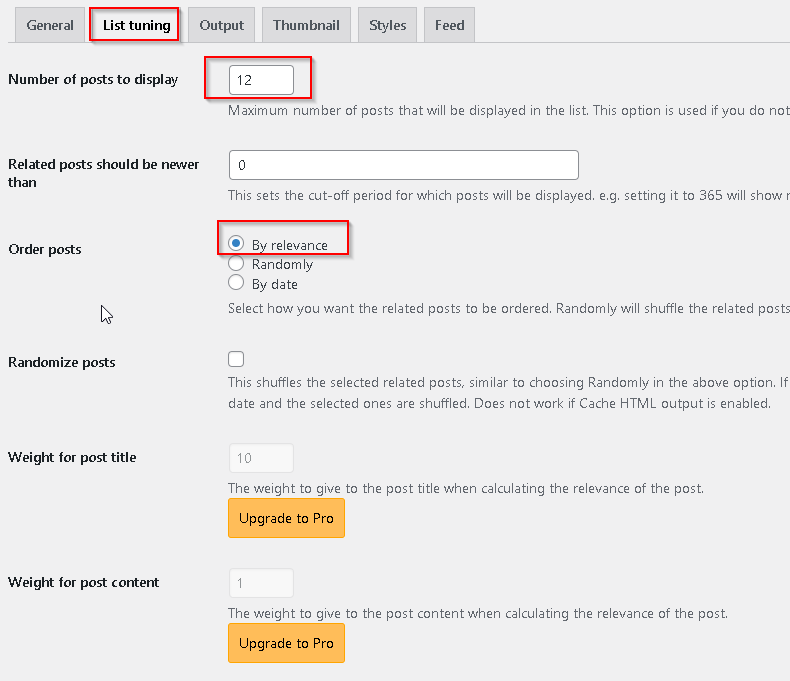 General
List tuning
Output
Thumbnail
Styles
Feed
Number of posts to display
12
Maximum number of posts that will be displayed in the list. This option is used if you do not
Related posts should be newer
than
0
This sets the cut-off period for which posts will be displayed. e.g. setting it to 365 will show
Order posts
By relevance
Randomly
By date
Select how you want the related posts to be ordered. Randomly will shuffle the related posts
Randomize posts
This shuffles the selected related posts, similar to choosing Randomly in the above option. If
date and the selected ones are shuffled. Does not work if Cache HTML output is enabled.
Weight for post title
10
The weight to give to the post title when calculating the relevance of the post.
Upgrade to Pro
Weight for post content
1
The weight to give to the post content when calculating the relevance of the post.
Upgrade to Pro